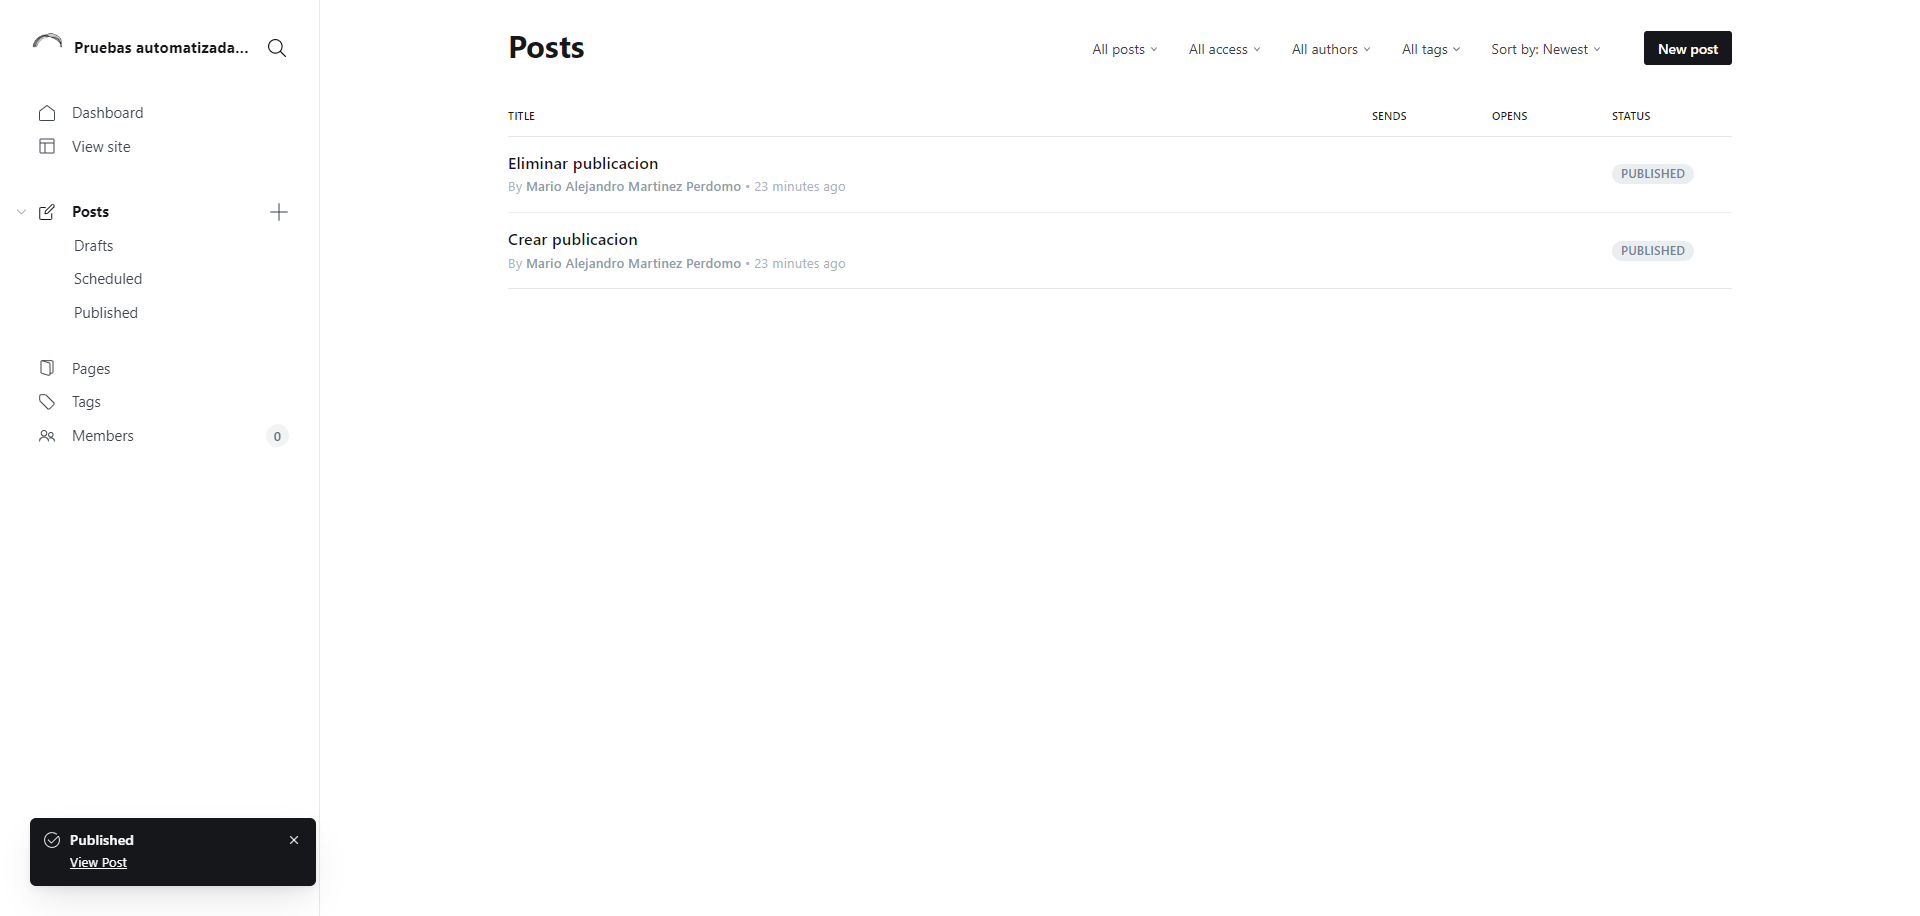 Pruebas automatizada...
Dashboard
View site
Posts
Drafts
Scheduled
Published
Pages
Tags
Members 0
Published
View Post
Posts
All posts All access All authors All tags Sort by: Newest New post
TITLE SENDS OPENS STATUS
Eliminar publicacion
By Mario Alejandro Martinez Perdomo • 23 minutes ago PUBLISHED
Crear publicacion
By Mario Alejandro Martinez Perdomo • 23 minutes ago PUBLISHED